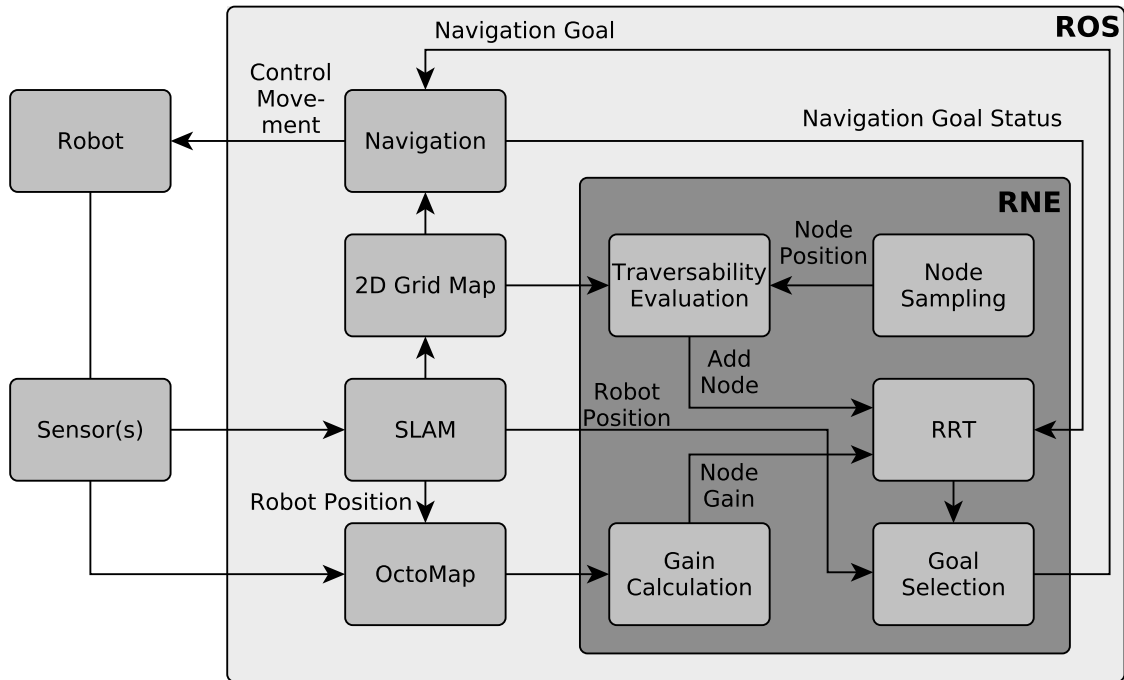 ROS
Navigation Goal
Control
Move-
ment
Robot
Navigation
Navigation Goal Status
RNE
2D Grid Map
Traversability
Evaluation
Node
Position
Node
Sampling
Add
Node
Sensor(s)
SLAM
Robot
Position
RRT
Node
Gain
Robot Position
OctoMap
Gain
Calculation
Goal
Selection